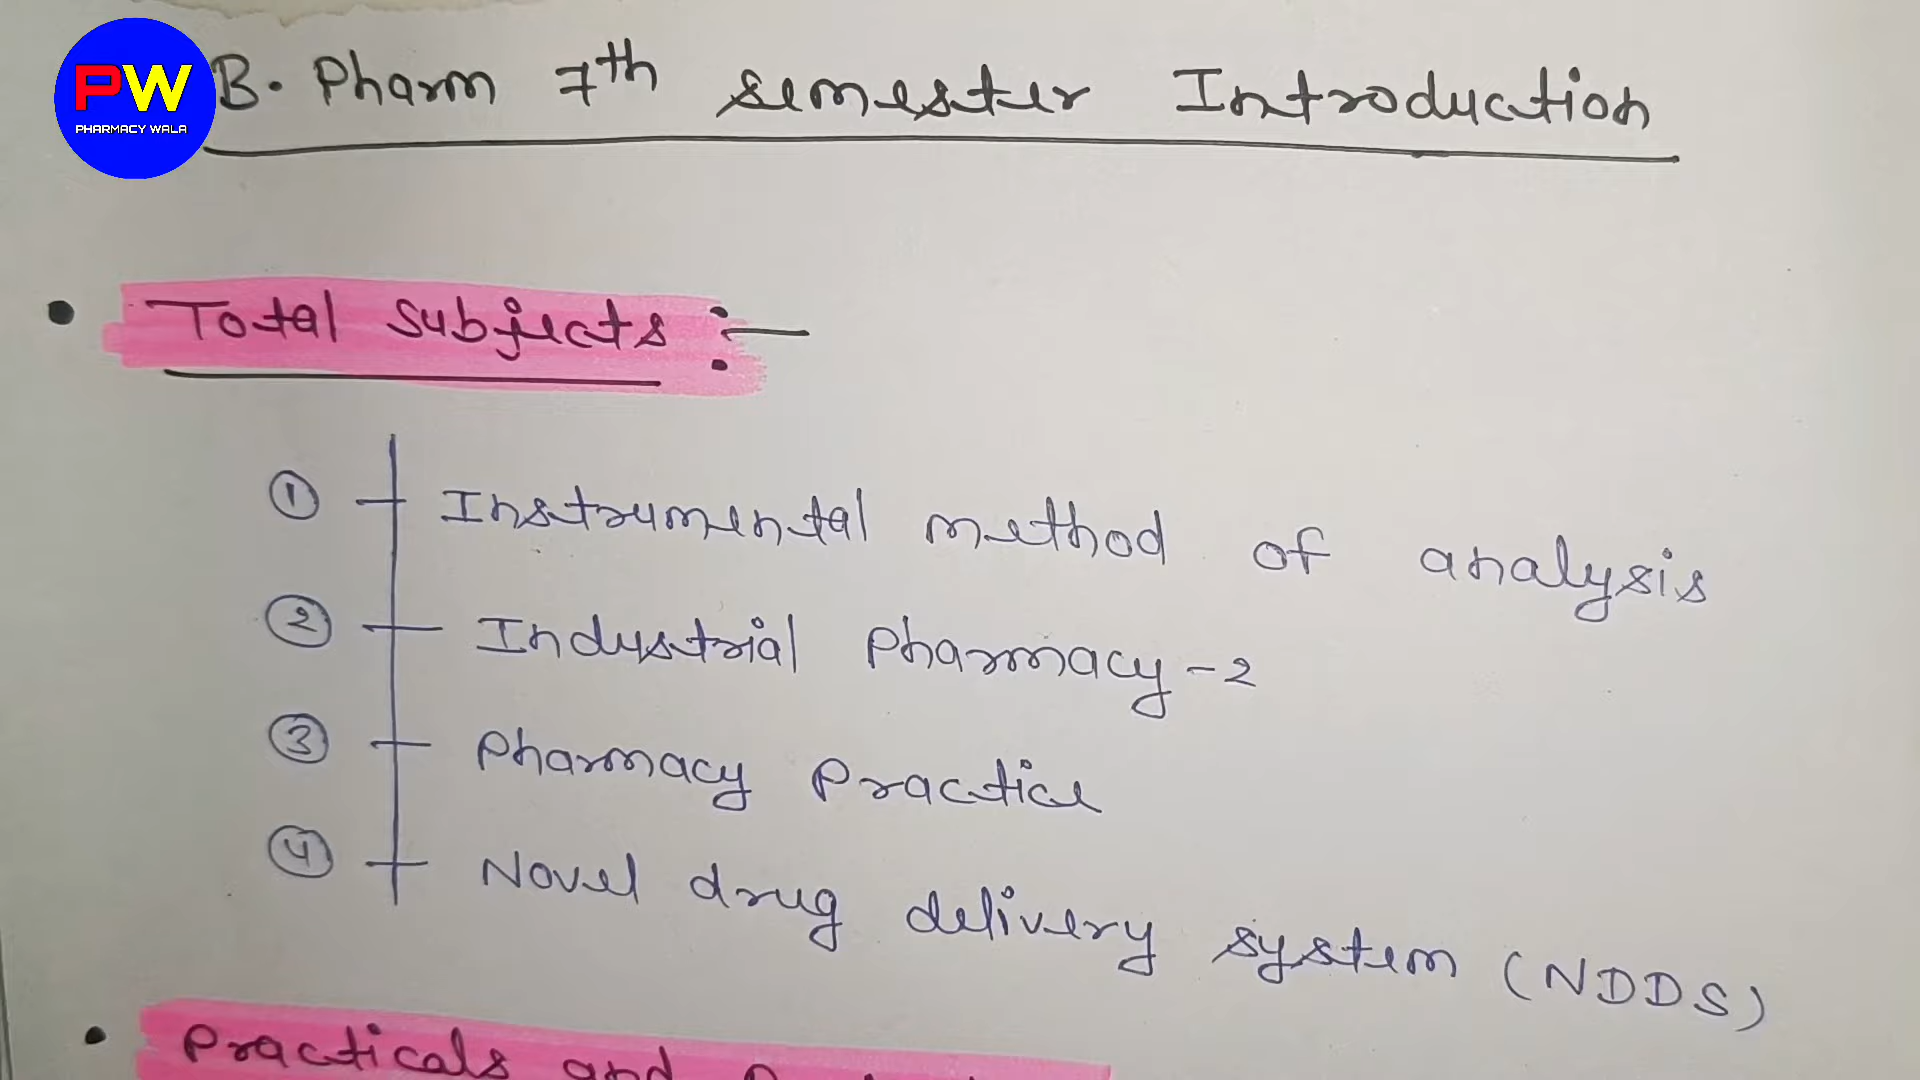 PW
PHARMACY WALA
B. Pharm 7th semester Introduction
• Total subjects :-
① Instrumental method of analysis
② Industrial Pharmacy-2
③ Pharmacy Practice
④ Novel drug delivery system (NDDS)
• Practicals and